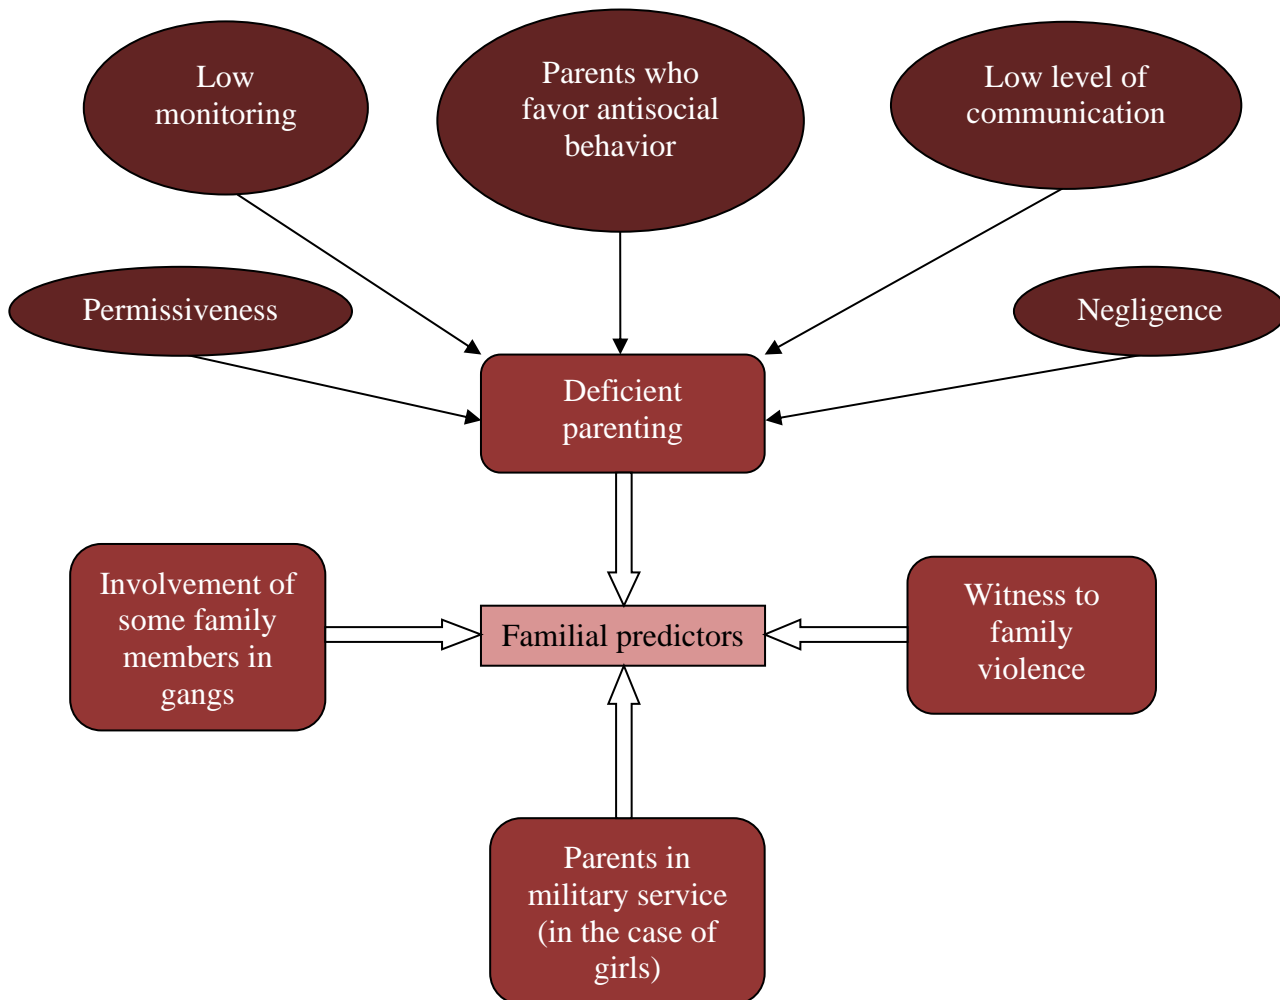 Low
monitoring
Parents who
favor antisocial
behavior
Low level of
communication
Permissiveness
Negligence
Deficient
parenting
Involvement of
some family
members in
gangs
Familial predictors
Witness to
family
violence
Parents in
military service
(in the case of
girls)